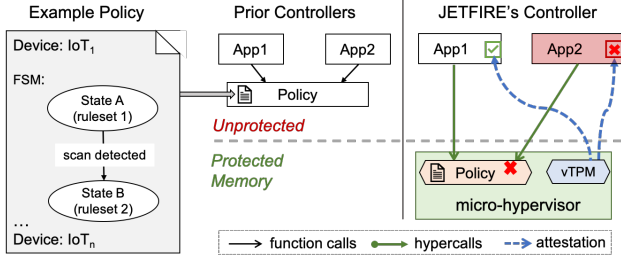 Example Policy
Device: IoT1
FSM:
State A
(ruleset 1)
scan detected
State B
(ruleset 2)
...
Device: IoTn
Prior Controllers
App1
App2
Policy
Unprotected
Protected
Memory
JETFIRE's Controller
App1
App2
Policy
vTPM
micro-hypervisor
function calls
hypercalls
attestation